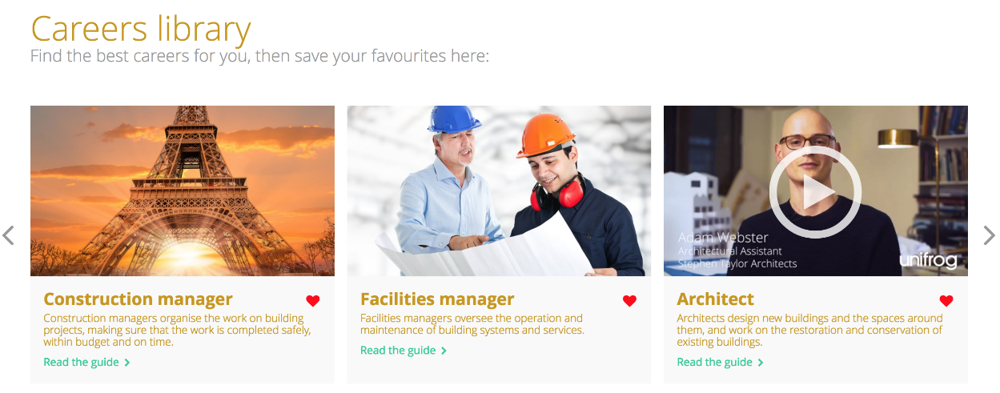 Careers library
Find the best careers for you, then save your favourites here:
Adam Webster
Architectural Assistant
Stephen Taylor Architects
unifrog
Construction manager
Construction managers organise the work on building
projects, making sure that the work is completed safely,
within budget and on time.
Read the guide
Facilities manager
Facilities managers oversee the operation and
maintenance of building systems and services.
Read the guide
Architect
Architects design new buildings and the spaces around
them, and work on the restoration and conservation of
existing buildings.
Read the guide